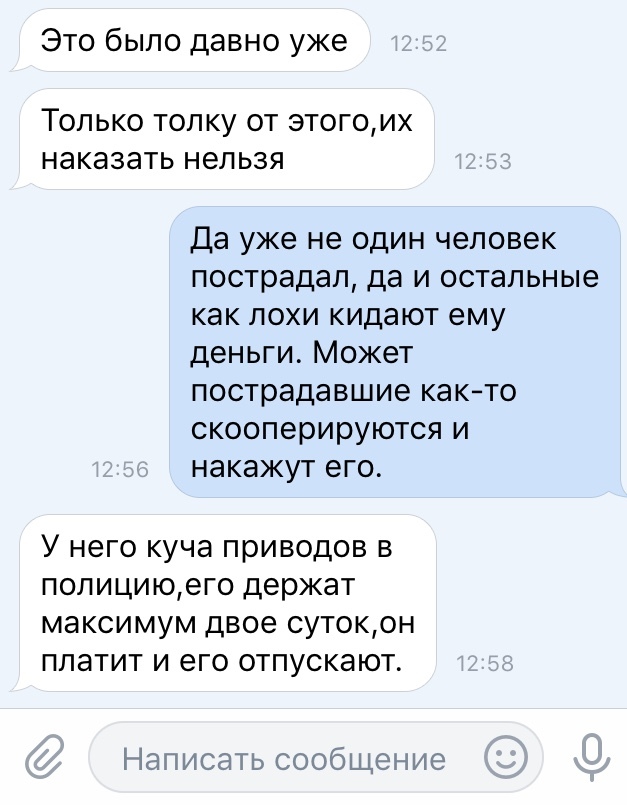 Это было давно уже
12:52
Только толку от этого,их
наказать нельзя
12:53
Да уже не один человек
пострадал, да и остальные
как лохи кидают ему
деньги. Может
пострадавшие как-то
скооперируются и
накажут его.
12:56
У него куча приводов в
полицию,его держат
максимум двое суток,он
платит и его отпускают.
12:58
Написать сообщение